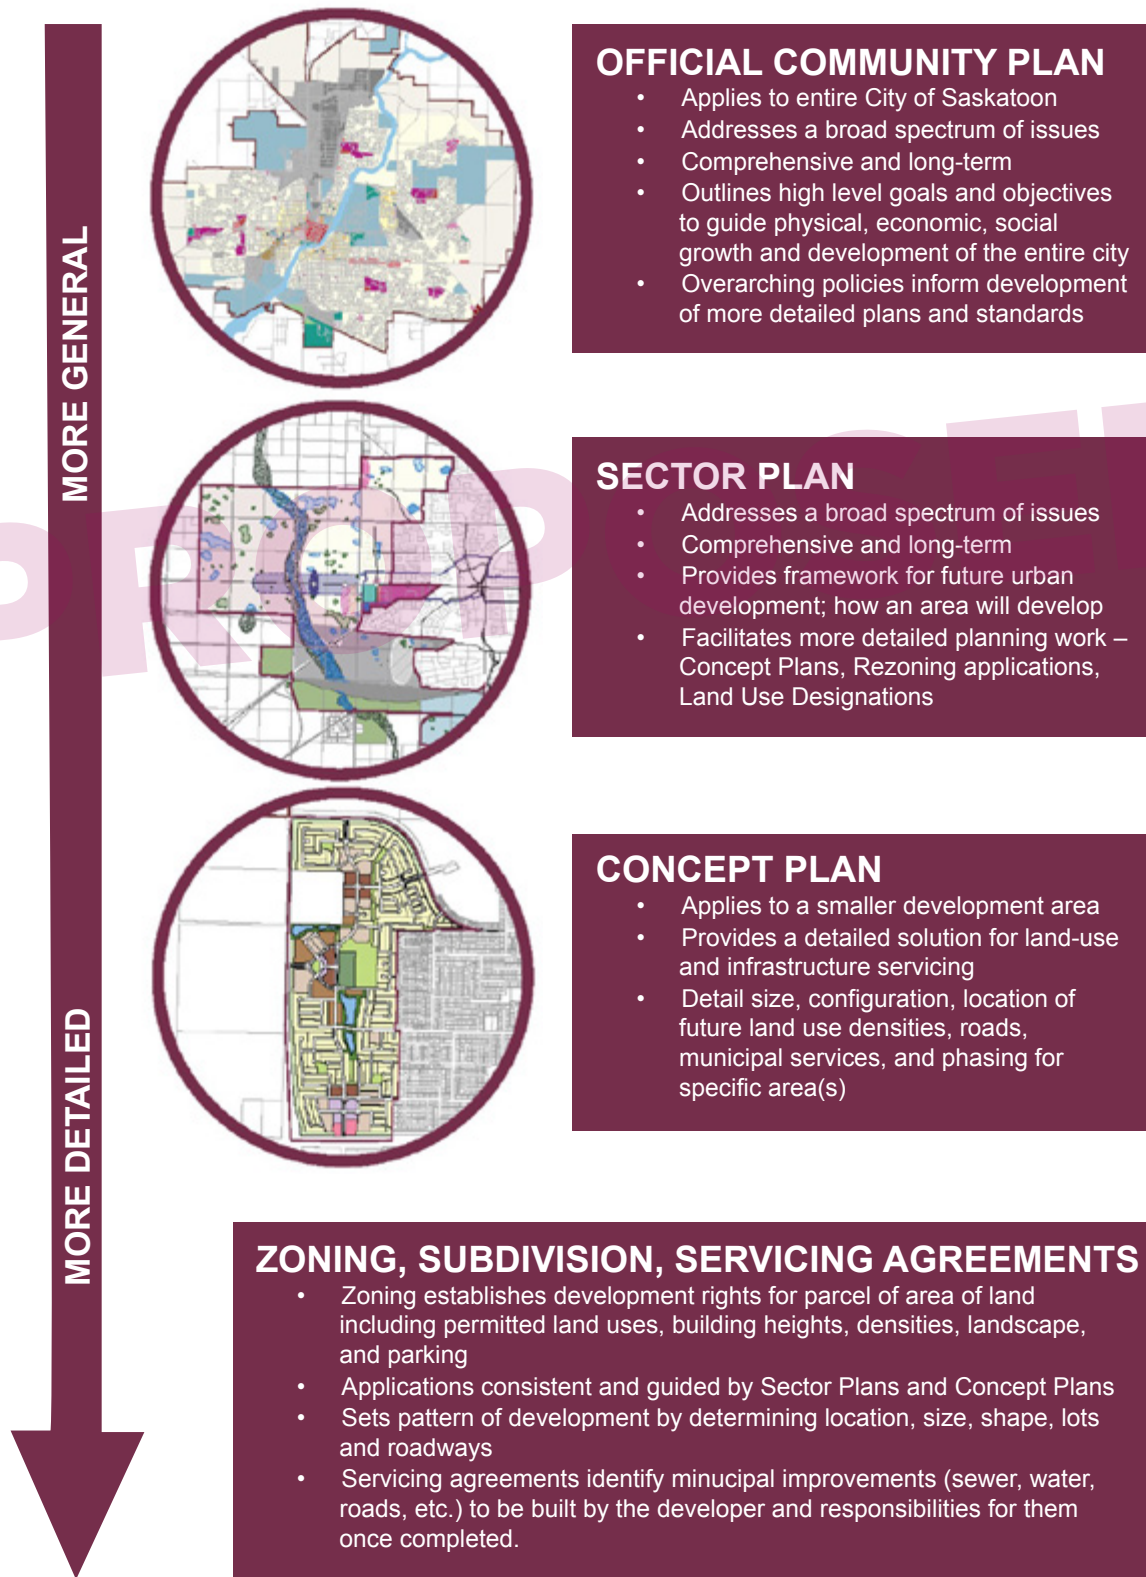 MORE GENERAL
MORE DETAILED
OFFICIAL COMMUNITY PLAN
• Applies to entire City of Saskatoon
• Addresses a broad spectrum of issues
• Comprehensive and long-term
• Outlines high level goals and objectives
to guide physical, economic, social
growth and development of the entire city
• Overarching policies inform development
of more detailed plans and standards
PROPOSED
SECTOR PLAN
• Addresses a broad spectrum of issues
• Comprehensive and long-term
• Provides framework for future urban
development; how an area will develop
• Facilitates more detailed planning work –
Concept Plans, Rezoning applications,
Land Use Designations
CONCEPT PLAN
• Applies to a smaller development area
• Provides a detailed solution for land-use
and infrastructure servicing
• Detail size, configuration, location of
future land use densities, roads,
municipal services, and phasing for
specific area(s)
ZONING, SUBDIVISION, SERVICING AGREEMENTS
• Zoning establishes development rights for parcel of area of land
including permitted land uses, building heights, densities, landscape,
and parking
• Applications consistent and guided by Sector Plans and Concept Plans
• Sets pattern of development by determining location, size, shape, lots
and roadways
• Servicing agreements identify minucipal improvements (sewer, water,
roads, etc.) to be built by the developer and responsibilities for them
once completed.